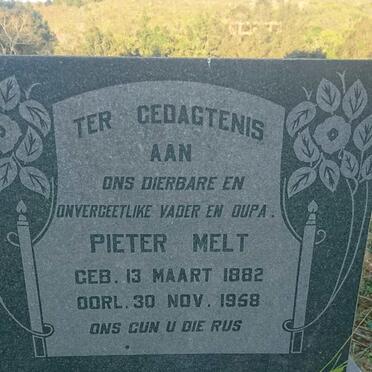 TER GEDAGTENIS
AAN
ONS DIERBARE EN
ONVERGEETLIKE VADER EN OUPA.
PIETER MELT
GEB. 13 MAART 1882
OORL. 30 NOV. 1968
ONS GUN U DIE RUS